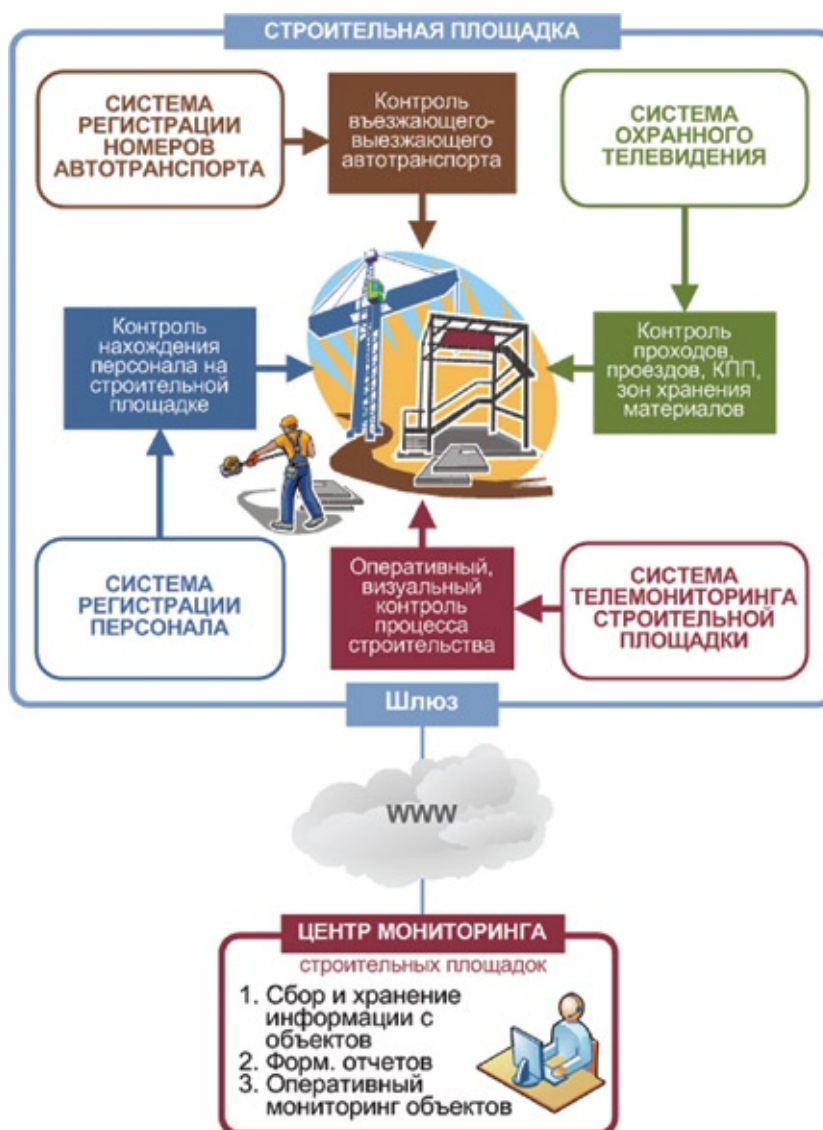 СТРОИТЕЛЬНАЯ ПЛОЩАДКА
СИСТЕМА
РЕГИСТРАЦИИ
НОМЕРОВ
АВТОТРАНСПОРТА
Контроль
въезжающего-
выезжающего
автотранспорта
СИСТЕМА
ОХРАННОГО
ТЕЛЕВИДЕНИЯ
Контроль
нахождения
персонала на
строительной
площадке
Контроль
проходов,
проездов, КПП,
зон хранения
материалов
СИСТЕМА
РЕГИСТРАЦИИ
ПЕРСОНАЛА
Оперативный,
визуальный
контроль
процесса
строительства
СИСТЕМА
ТЕЛЕМОНИТОРИНГА
СТРОИТЕЛЬНОЙ
ПЛОЩАДКИ
Шлюз
www
ЦЕНТР МОНИТОРИНГА
строительных площадок
1. Сбор и хранение
информации с
объектов
2. Форм. отчетов
3. Оперативный
мониторинг объектов